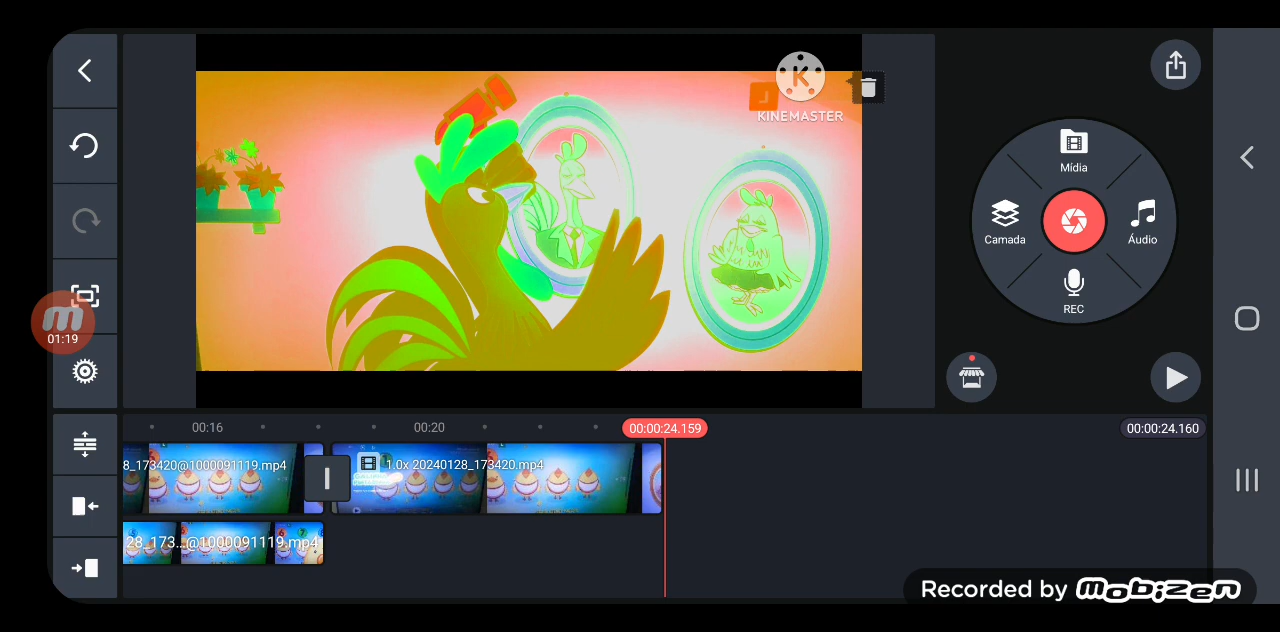 KINEMASTER
Mídia
Camada
Áudio
REC
01:19
00:16
00:20
00:00:24.159
00:00:24.160
8_173420@1000091119.mp4
1.0x 20240128_173420.mp4
28_173...@1000091119.mp4
Recorded by mobizen